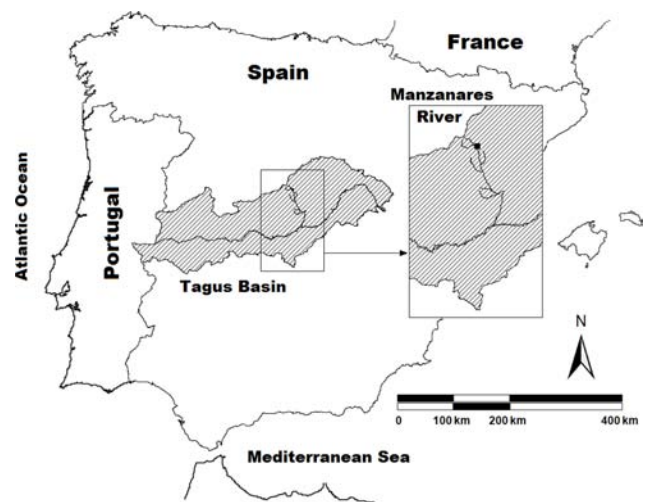 France
Spain
Manzanares
River
Atlantic Ocean
Portugal
Tagus Basin
N
0 100 km 200 km 400 km
Mediterranean Sea